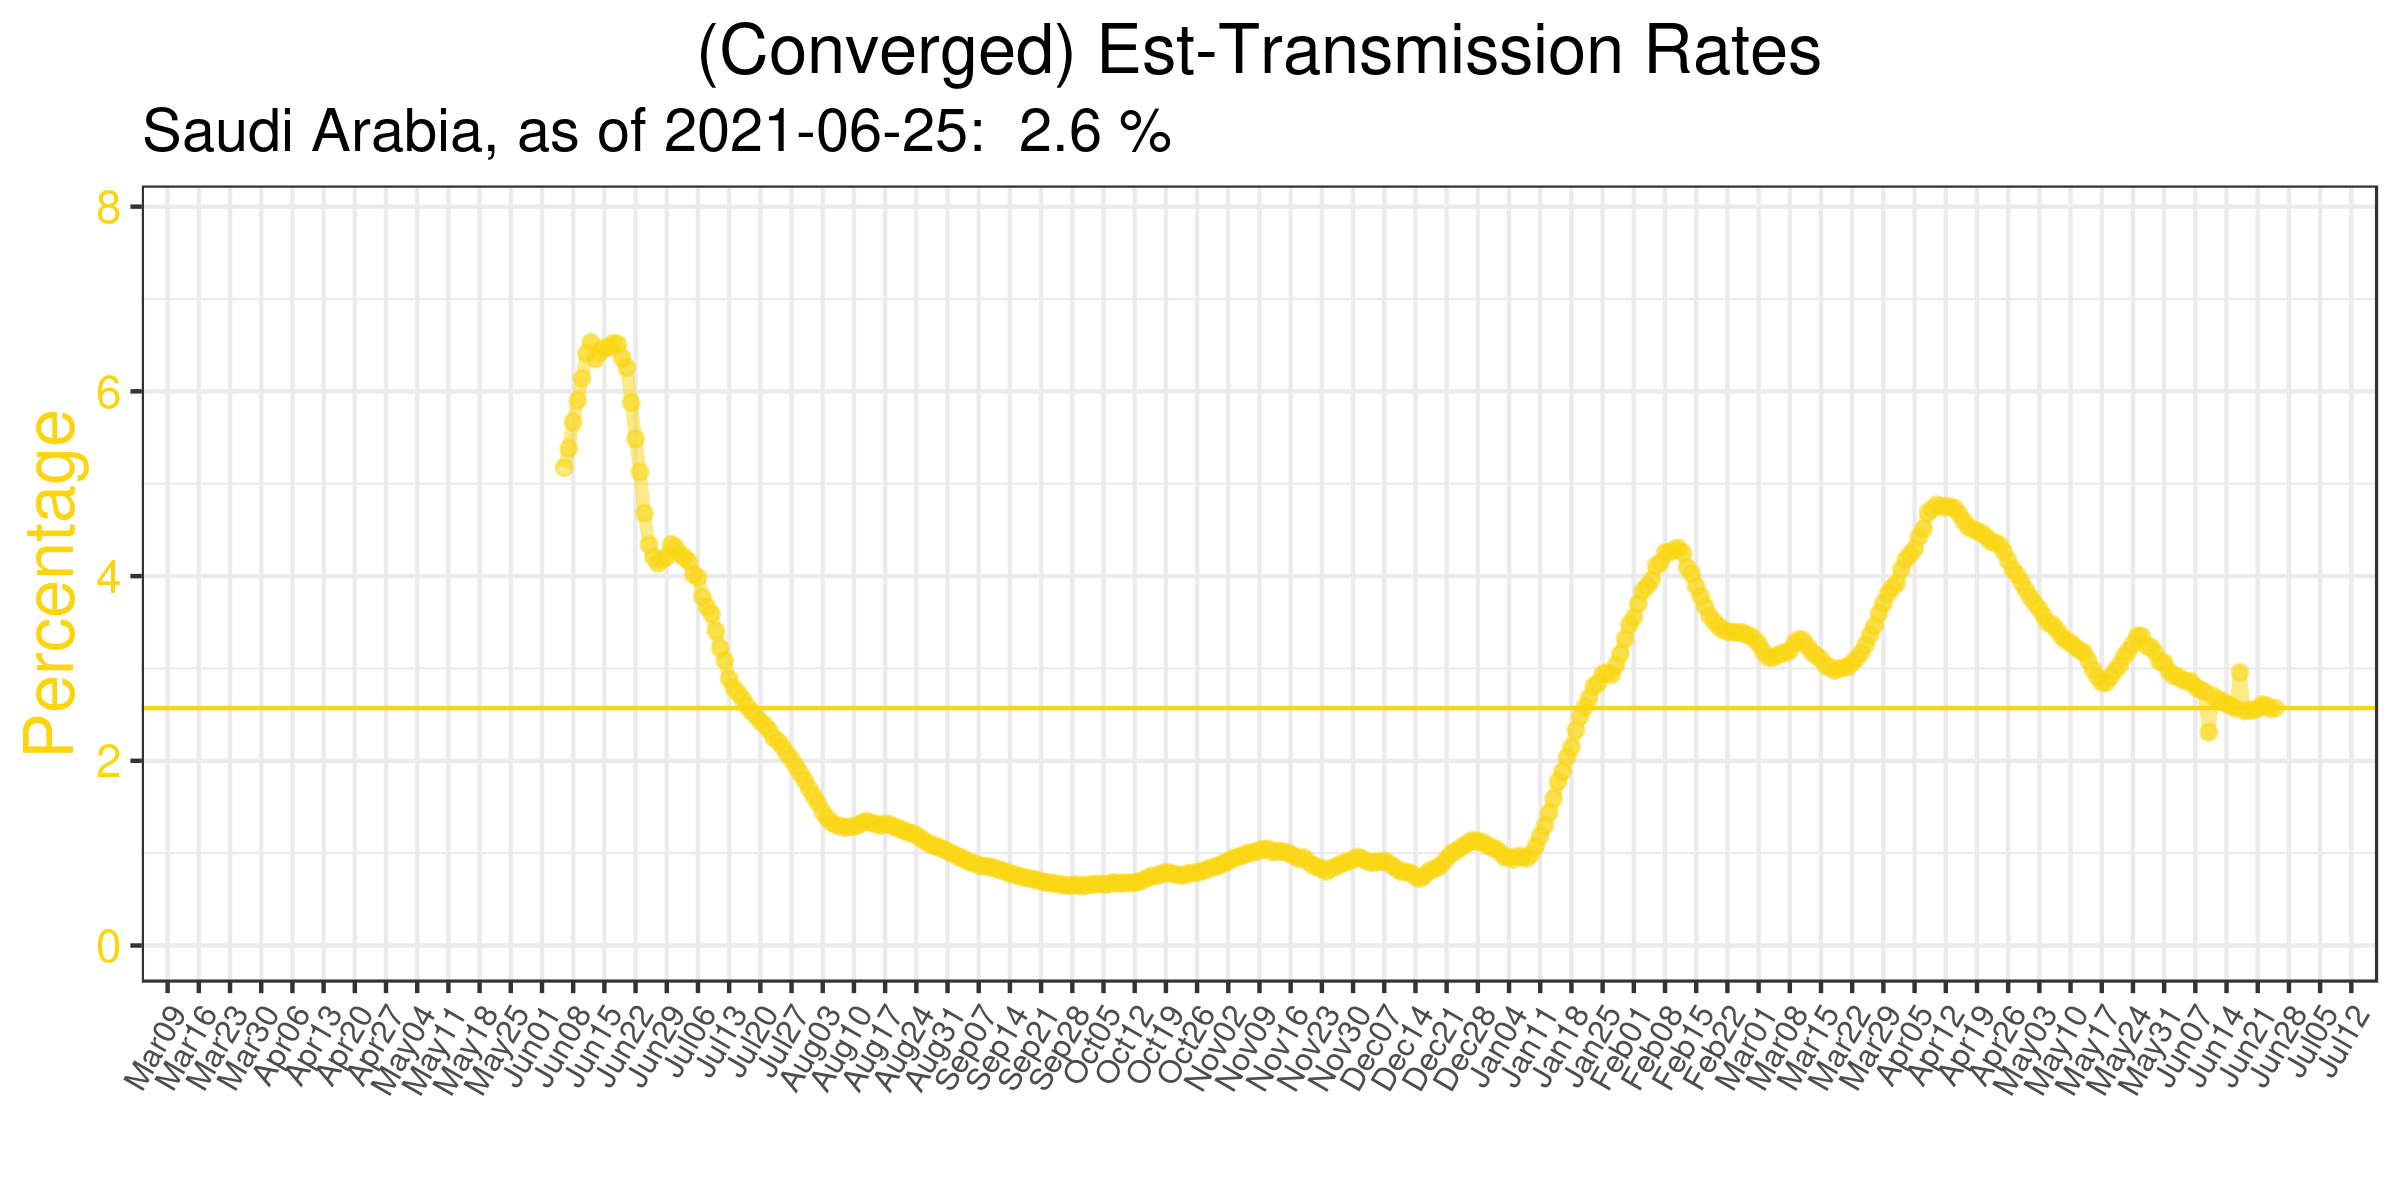 (Converged) Est-Transmission Rates
Saudi Arabia, as of 2021-06-25:  2.6 %
Percentage
8
6
4
2
0
Mar09
Mar16
Mar23
Mar30
Apr06
Apr13
Apr20
Apr27
May04
May11
May18
May25
Jun01
Jun08
Jun15
Jun22
Jun29
Jul06
Jul13
Jul20
Jul27
Aug03
Aug10
Aug17
Aug24
Aug31
Sep07
Sep14
Sep21
Sep28
Oct05
Oct12
Oct19
Oct26
Nov02
Nov09
Nov16
Nov23
Nov30
Dec07
Dec14
Dec21
Dec28
Jan04
Jan11
Jan18
Jan25
Feb01
Feb08
Feb15
Feb22
Mar01
Mar08
Mar15
Mar22
Mar29
Apr05
Apr12
Apr19
Apr26
May03
May10
May17
May24
May31
Jun07
Jun14
Jun21
Jun28
Jul05
Jul12